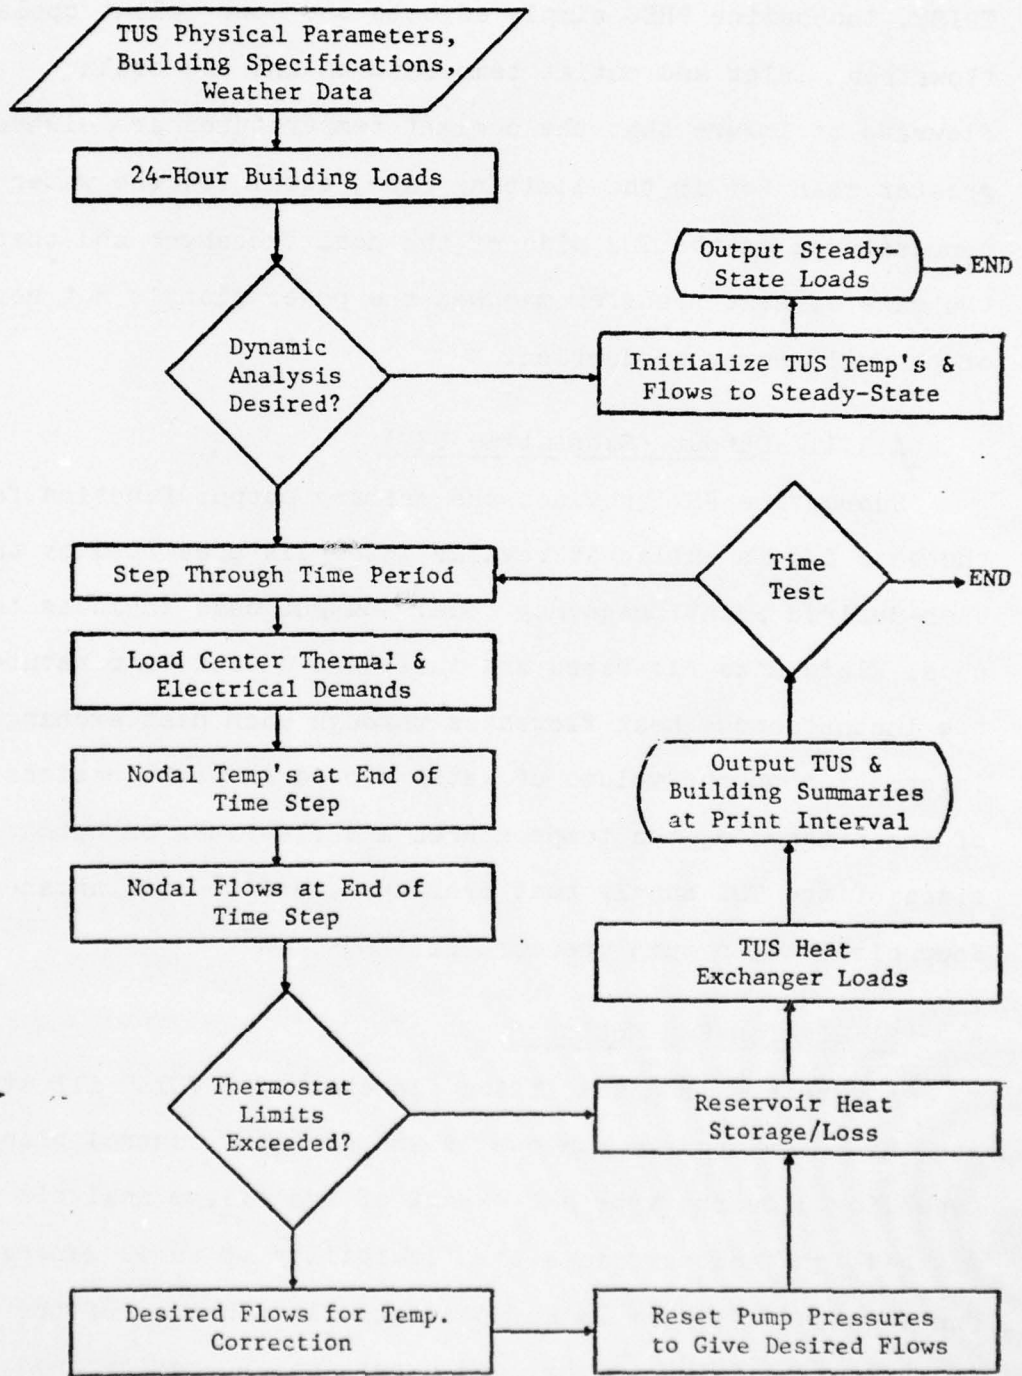 TUS Physical Parameters,
Building Specifications,
Weather Data
24-Hour Building Loads
Dynamic
Analysis
Desired?
Output Steady-
State Loads
END
Initialize TUS Temp's &
Flows to Steady-State
Step Through Time Period
Time
Test
END
Load Center Thermal &
Electrical Demands
Nodal Temp's at End of
Time Step
Output TUS &
Building Summaries
at Print Interval
Nodal Flows at End of
Time Step
TUS Heat
Exchanger Loads
Thermostat
Limits
Exceeded?
Reservoir Heat
Storage/Loss
Desired Flows for Temp.
Correction
Reset Pump Pressures
to Give Desired Flows